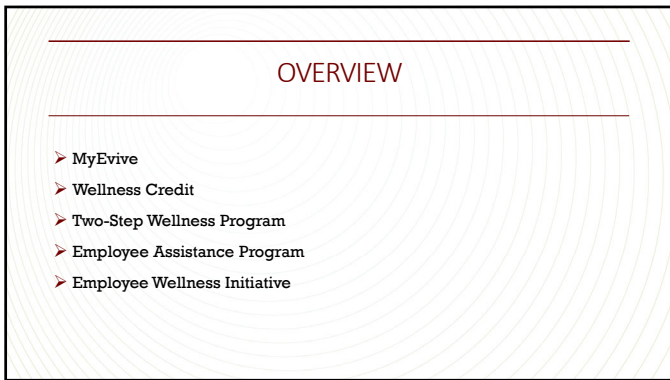 OVERVIEW
MyEvive
Wellness Credit
Two-Step Wellness Program
Employee Assistance Program
Employee Wellness Initiative